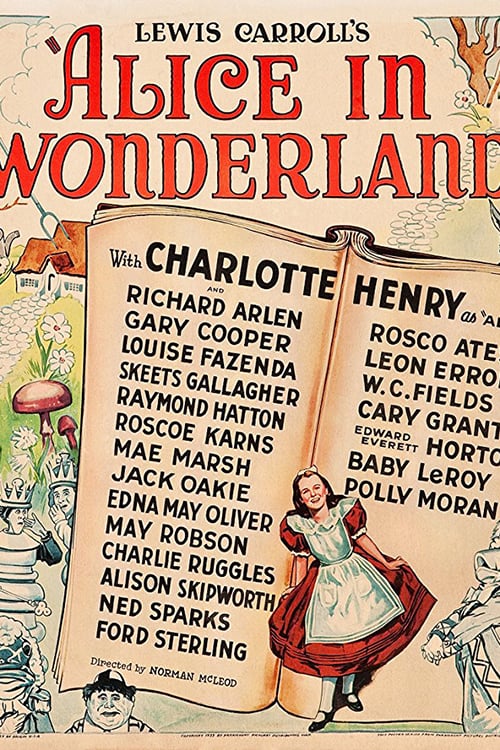 LEWIS CARROLL'S
"ALICE IN
WONDERLAND
With CHARLOTTE HENRY as "A
AND
RICHARD ARLEN
GARY COOPER
LOUISE FAZENDA
SKEETS GALLAGHER
RAYMOND HATTON
ROSCOE KARNS
MAE MARSH
JACK OAKIE
EDNA MAY OLIVER
MAY ROBSON
CHARLIE RUGGLES
ALISON SKIPWORTH
NED SPARKS
FORD STERLING
Directed by NORMAN McLEOD
ROSCO ATE
LEON ERRO
W.C. FIELDS
CARY GRANT
EDWARD EVERETT HORTO
BABY LeROY
POLLY MORAN